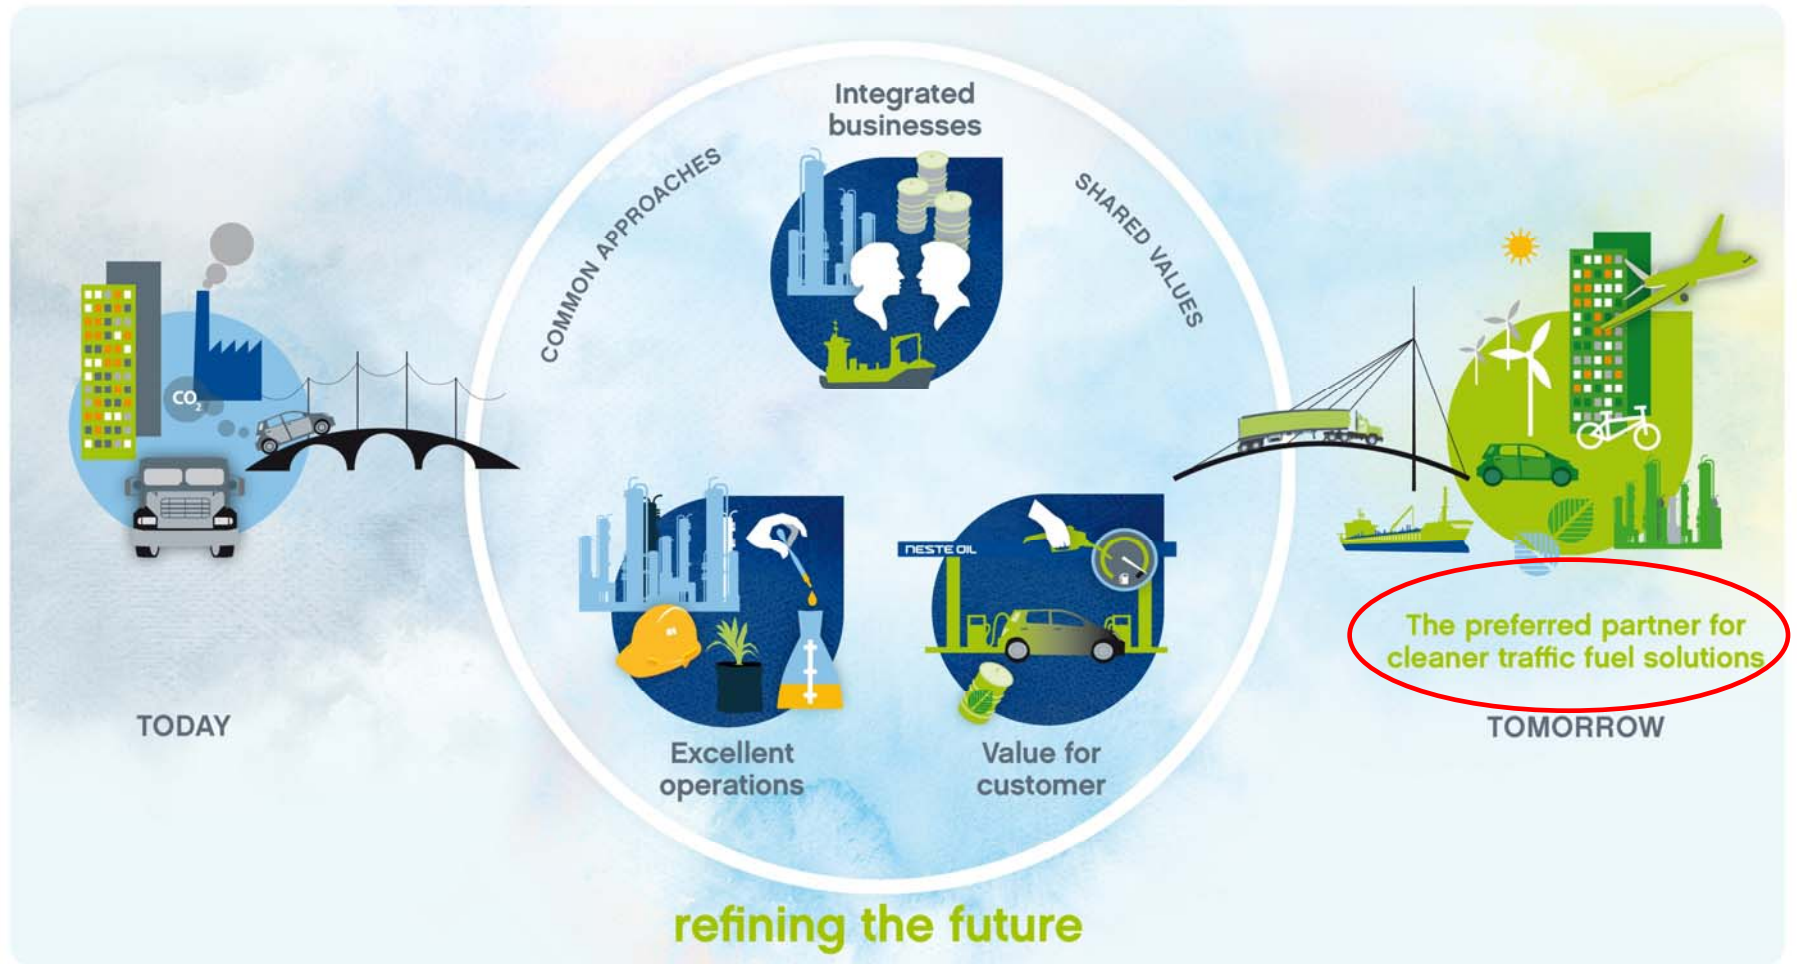 Integrated
businesses
COMMON APPROACHES
SHARED VALUES
CO2
NESTE OIL
The preferred partner for
cleaner traffic fuel solutions
TODAY
TOMORROW
Excellent
operations
Value for
customer
refining the future